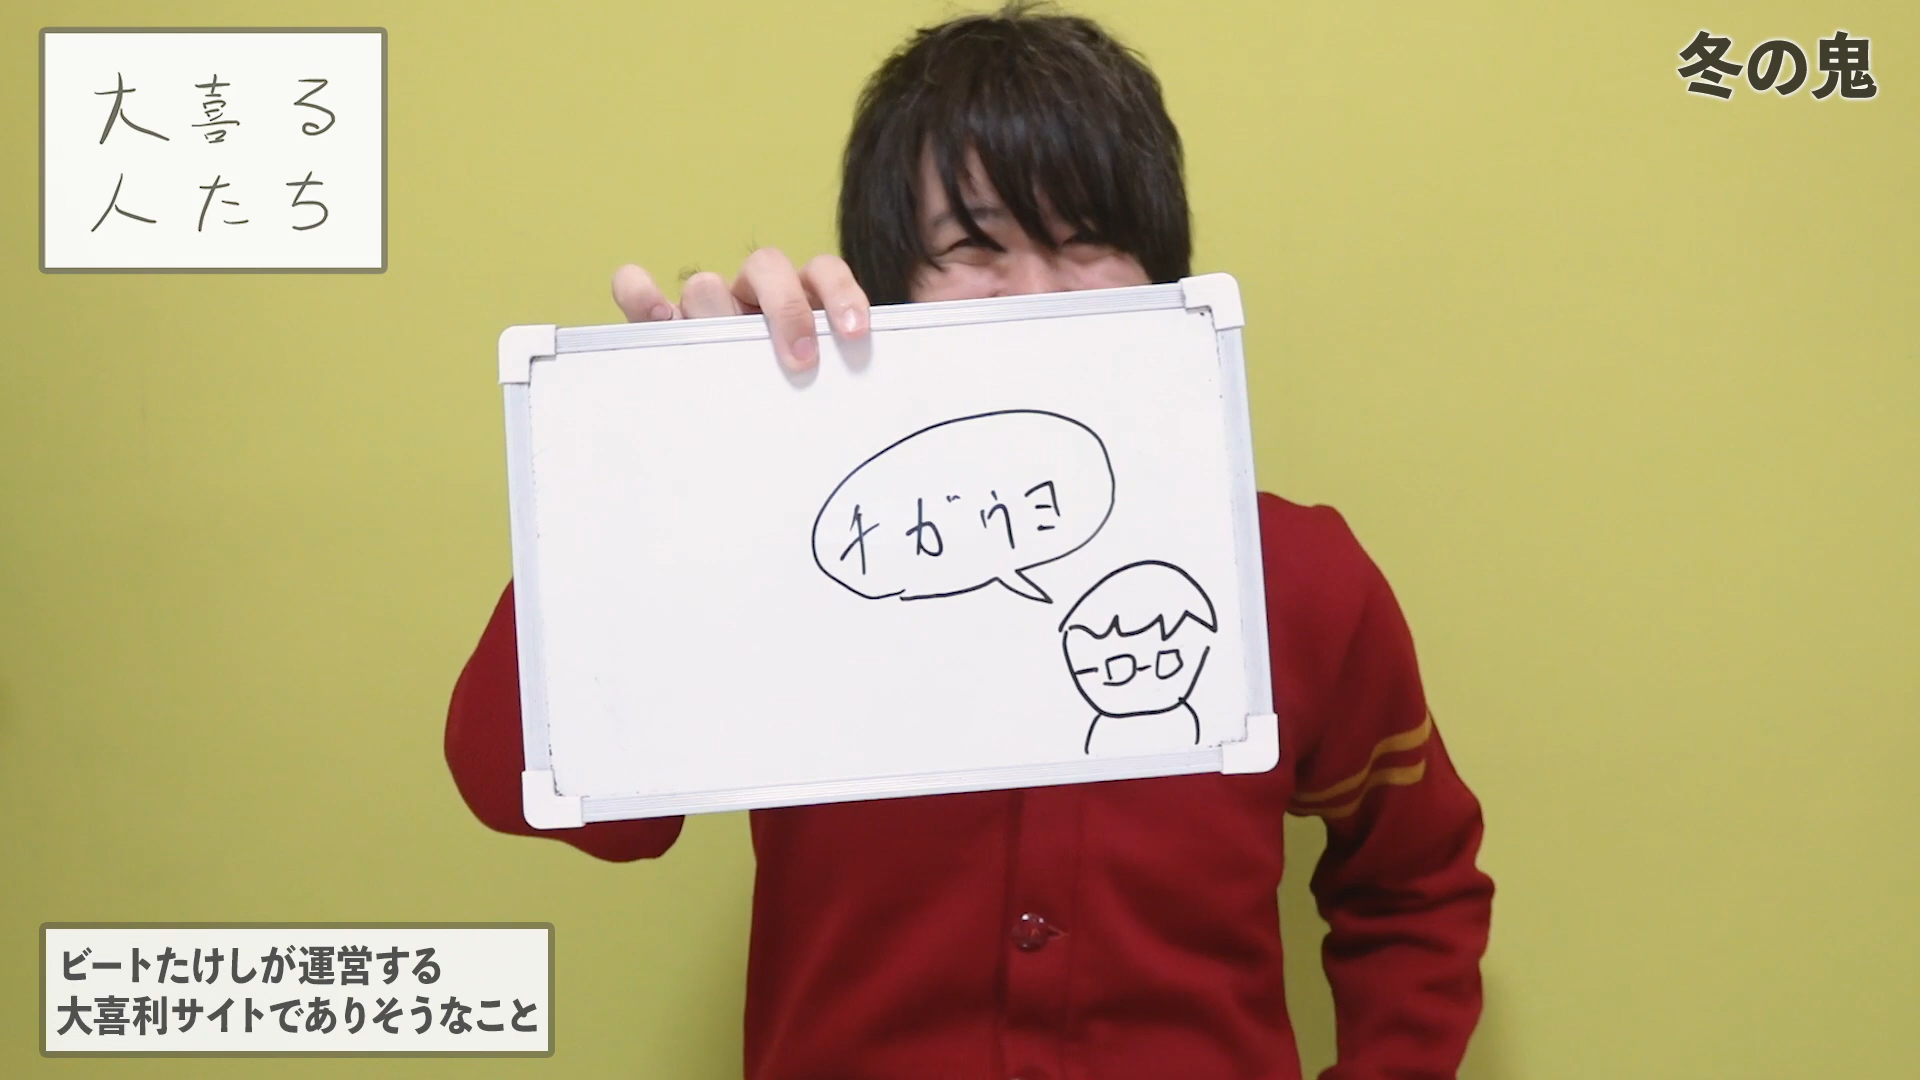 大喜る
人たち
冬の鬼
チガウヨ
ビートたけしが運営する
大喜利サイトでありそうなこと